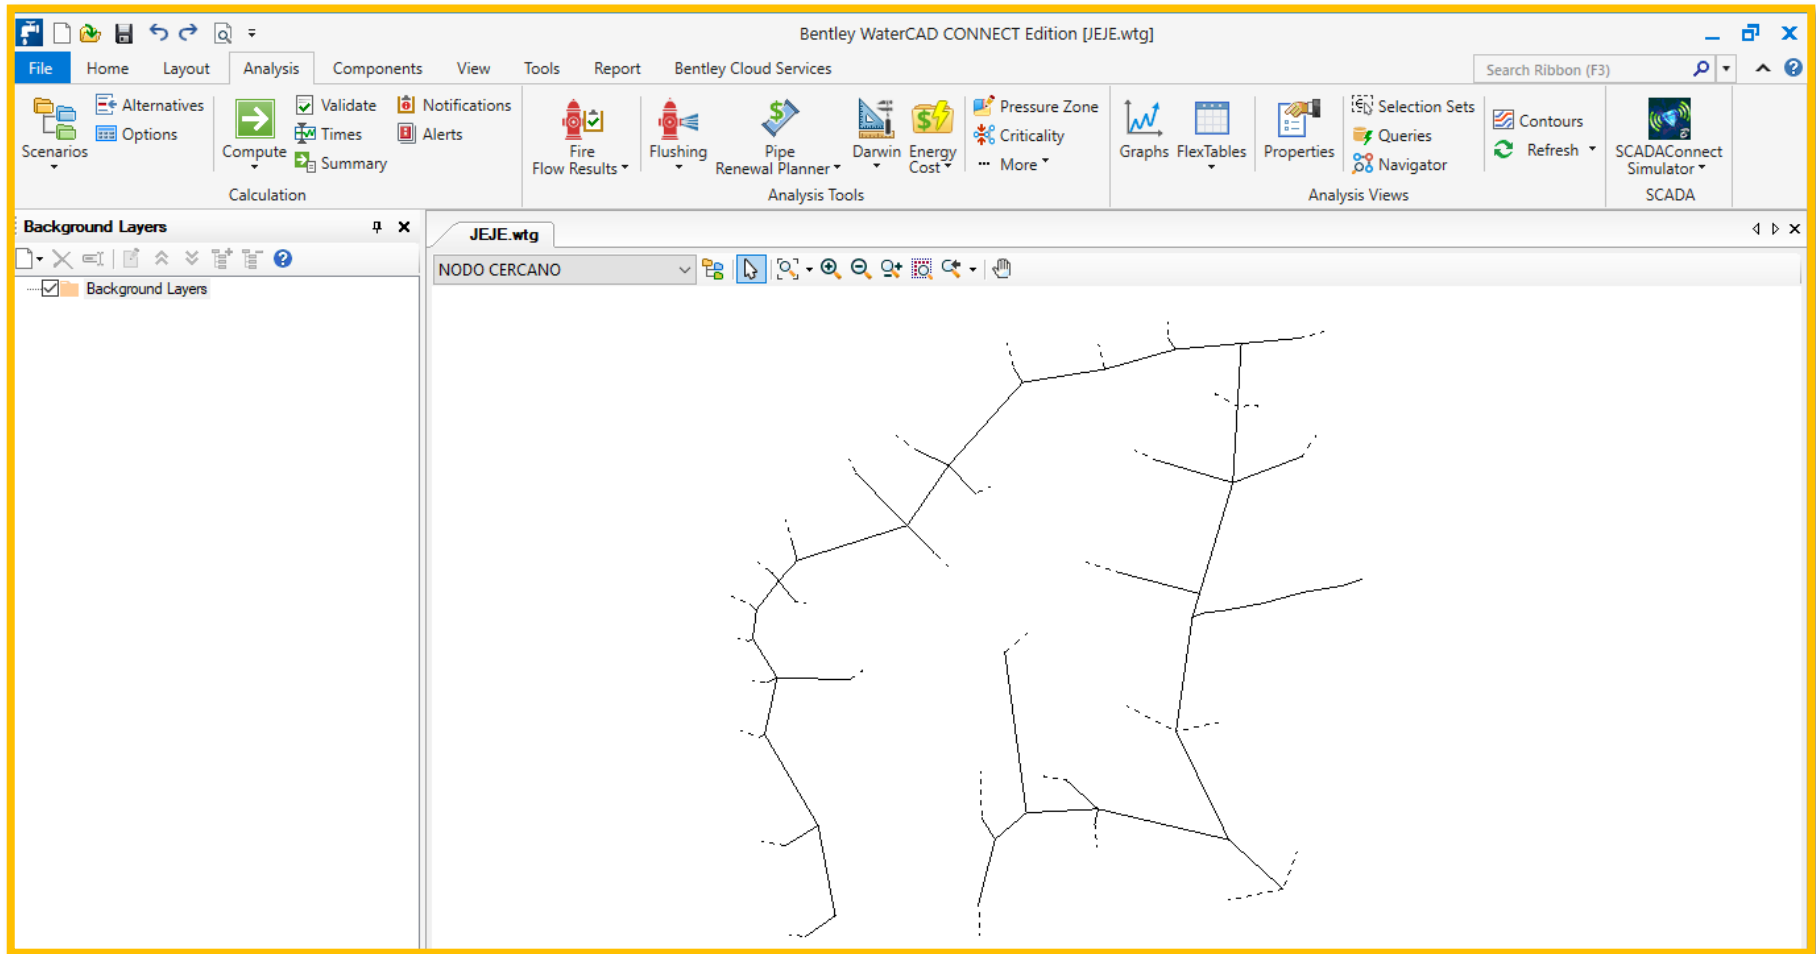 Bentley WaterCAD CONNECT Edition [JEJE.wtg]
File Home Layout Analysis Components View Tools Report Bentley Cloud Services Search Ribbon (F3)
Scenarios
Alternatives
Options
Compute
Validate
Times
Summary
Notifications
Alerts
Calculation
Fire
Flow Results
Flushing
Pipe
Renewal Planner
Darwin
Energy
Cost
Pressure Zone
Criticality
More
Analysis Tools
Graphs
FlexTables
Properties
Selection Sets
Queries
Navigator
Contours
Refresh
Analysis Views
SCADAConnect
Simulator
SCADA
Background Layers
Background Layers
JEJE.wtg
NODO CERCANO